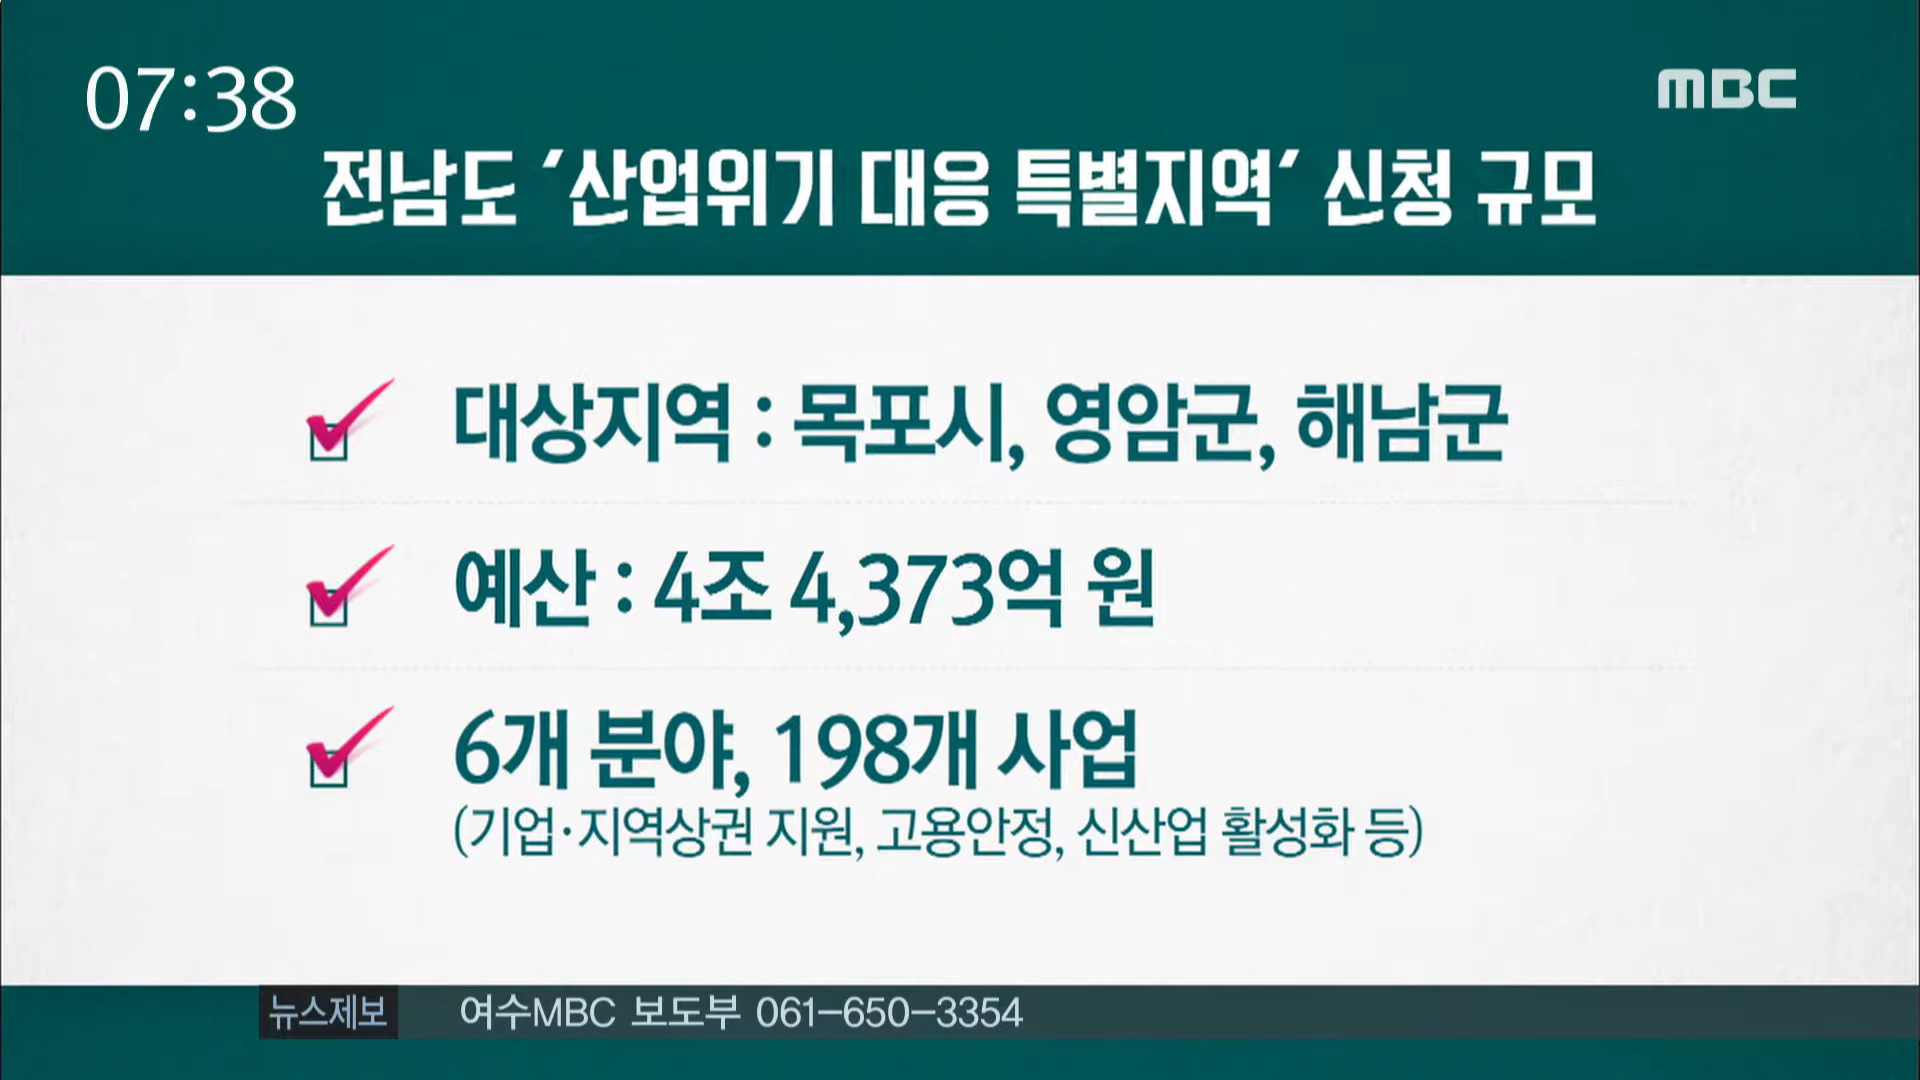 07:38
MBC
전남도 '산업위기 대응 특별지역' 신청 규모
대상지역 : 목포시, 영암군, 해남군
예산 : 4조 4,373억 원
6개 분야, 198개 사업
(기업·지역상권 지원, 고용안정, 신산업 활성화 등)
뉴스제보 여수MBC 보도부 061-650-3354